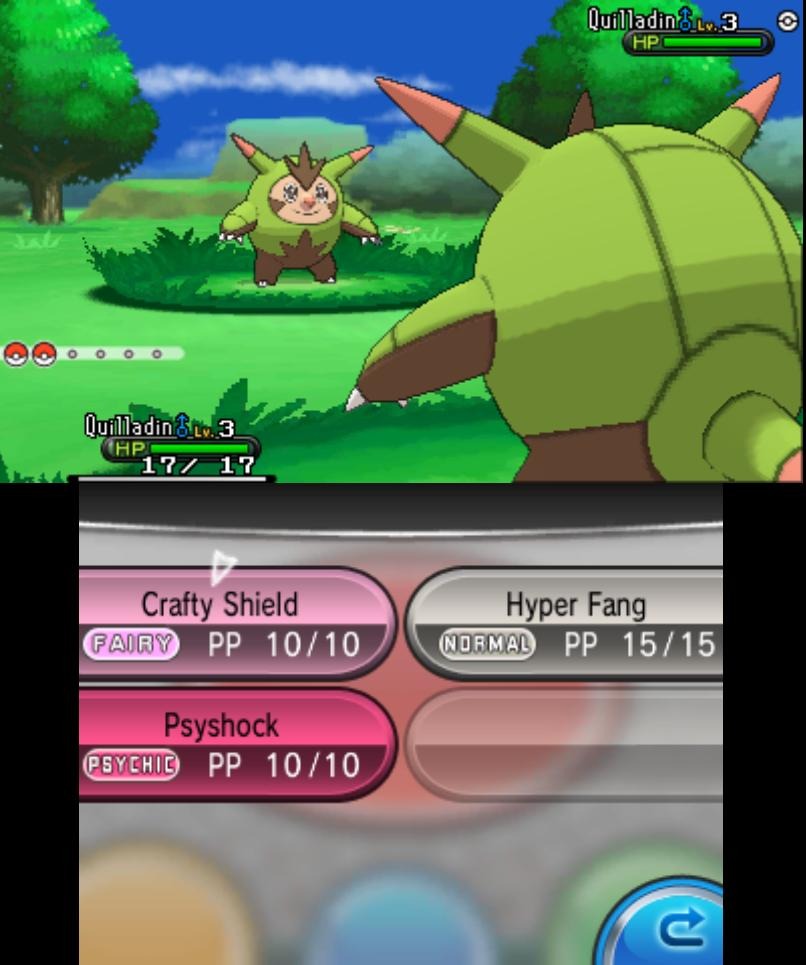 Quilladin♂ Lv.3
HP
Quilladin♂ Lv.3
HP
17/ 17
Crafty Shield
FAIRY PP 10/10
Hyper Fang
NORMAL PP 15/15
Psyshock
PSYCHIC PP 10/10